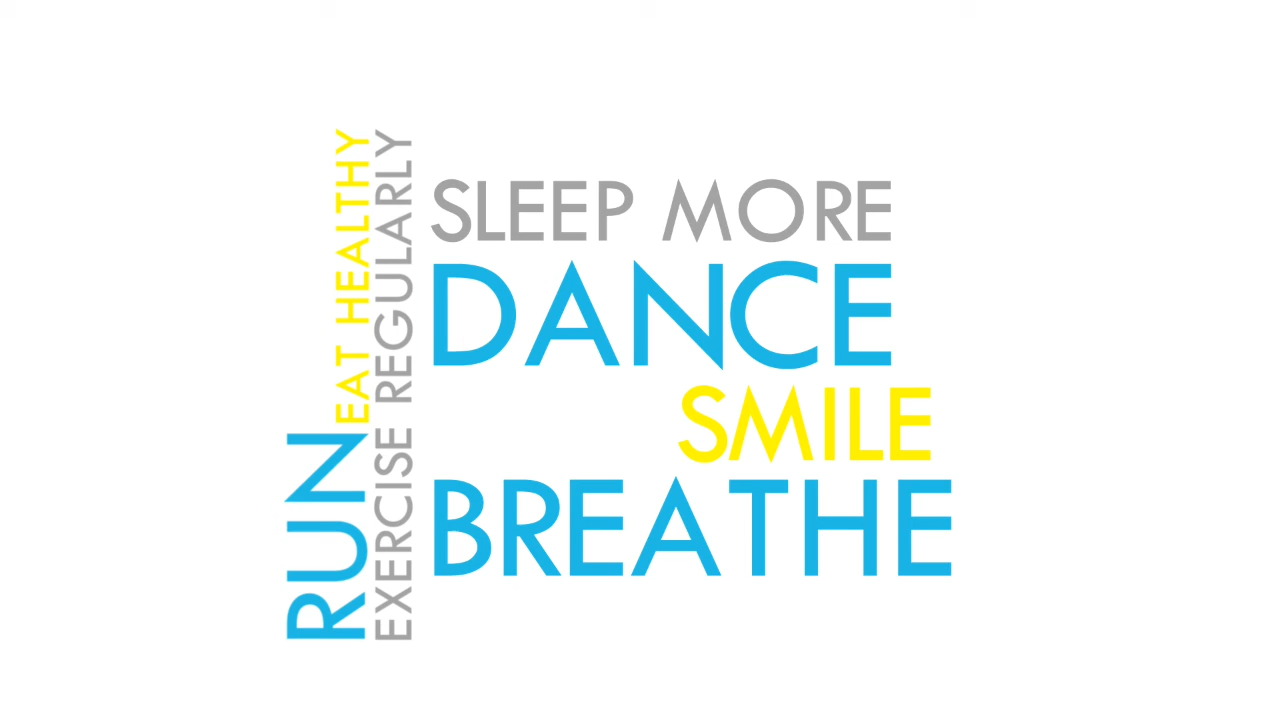 RUN
EAT HEALTHY
EXERCISE REGULARLY
SLEEP MORE
DANCE
SMILE
BREATHE